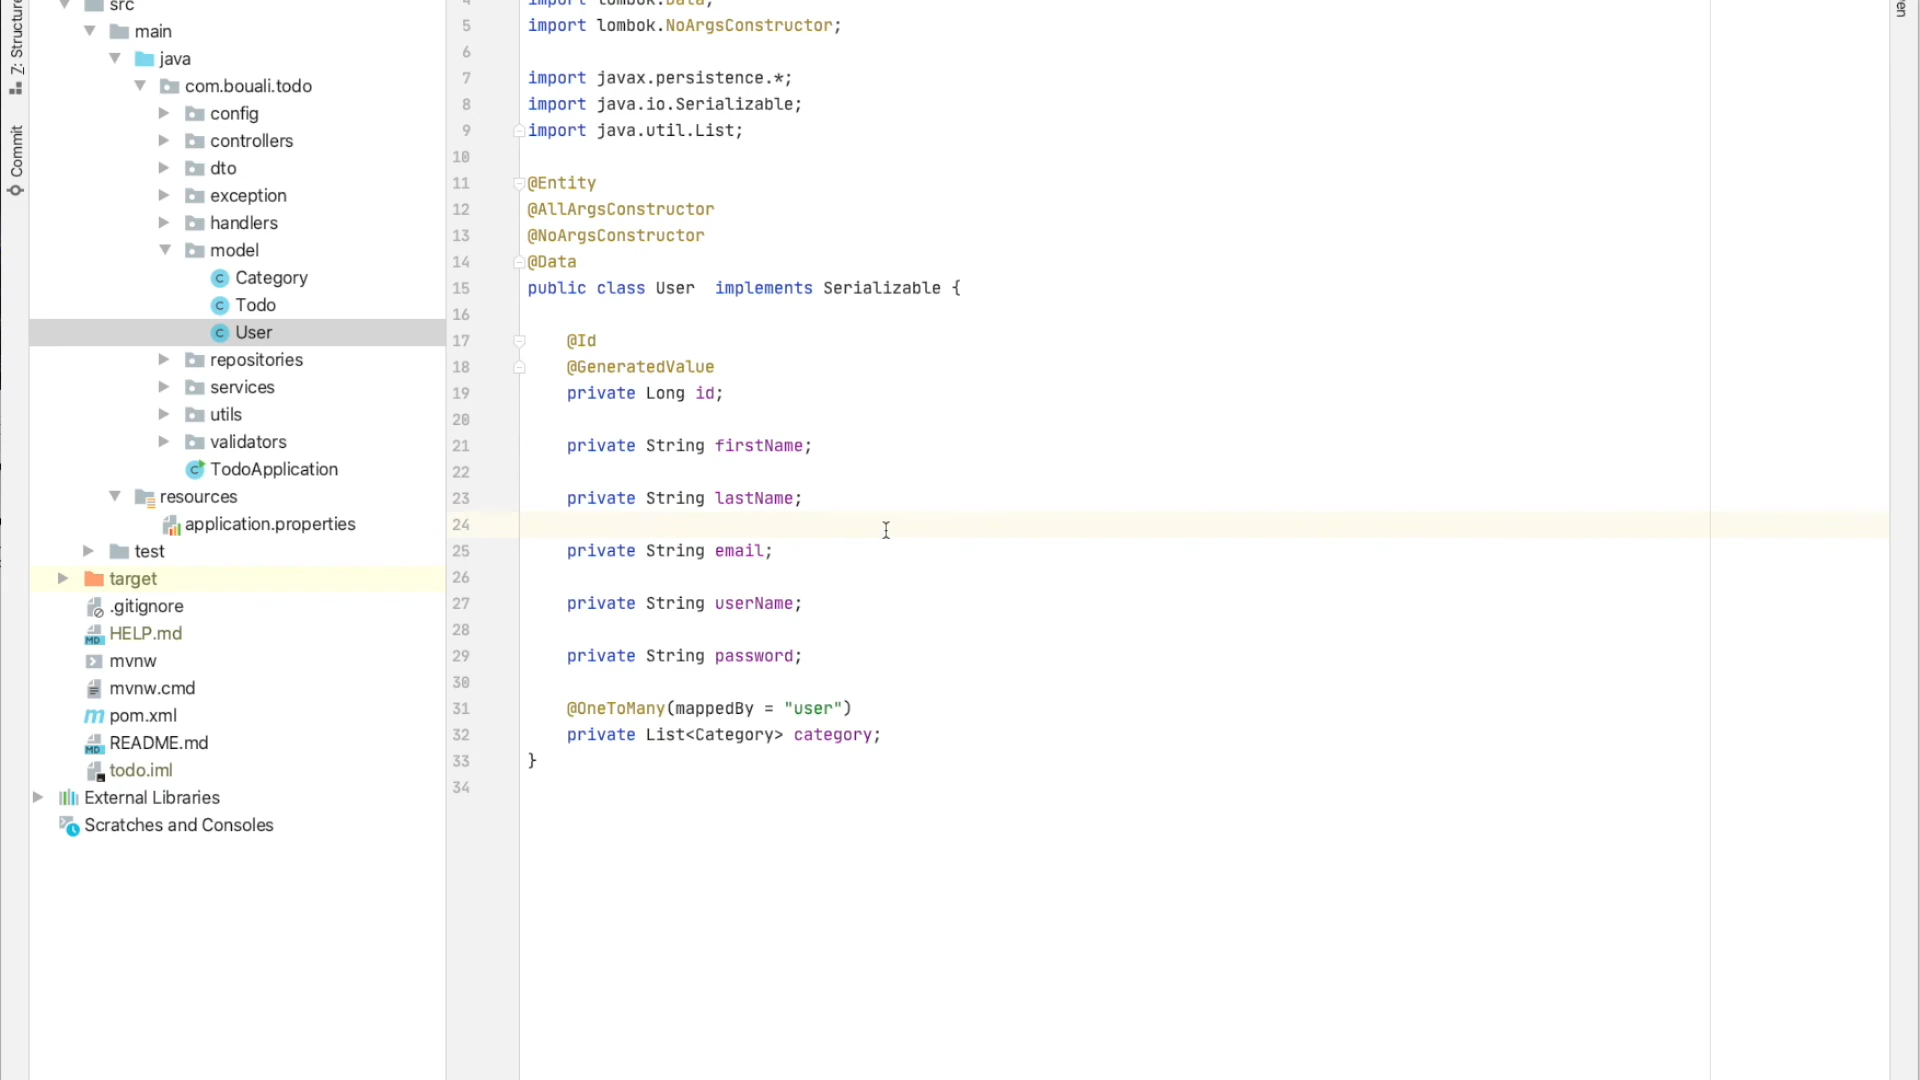 src
main
java
com.bouali.todo
config
controllers
dto
exception
handlers
model
Category
Todo
User
repositories
services
utils
validators
TodoApplication
resources
application.properties
test
target
.gitignore
HELP.md
mvnw
mvnw.cmd
pom.xml
README.md
todo.iml
External Libraries
Scratches and Consoles
Z: Structure
Commit
4 import lombok.Data;
5 import lombok.NoArgsConstructor;
6
7 import javax.persistence.*;
8 import java.io.Serializable;
9 import java.util.List;
10
11 @Entity
12 @AllArgsConstructor
13 @NoArgsConstructor
14 @Data
15 public class User  implements Serializable {
16
17 @Id
18 @GeneratedValue
19 private Long id;
20
21 private String firstName;
22
23 private String lastName;
24
25 private String email;
26
27 private String userName;
28
29 private String password;
30
31 @OneToMany(mappedBy = "user")
32 private List<Category> category;
33 }
34